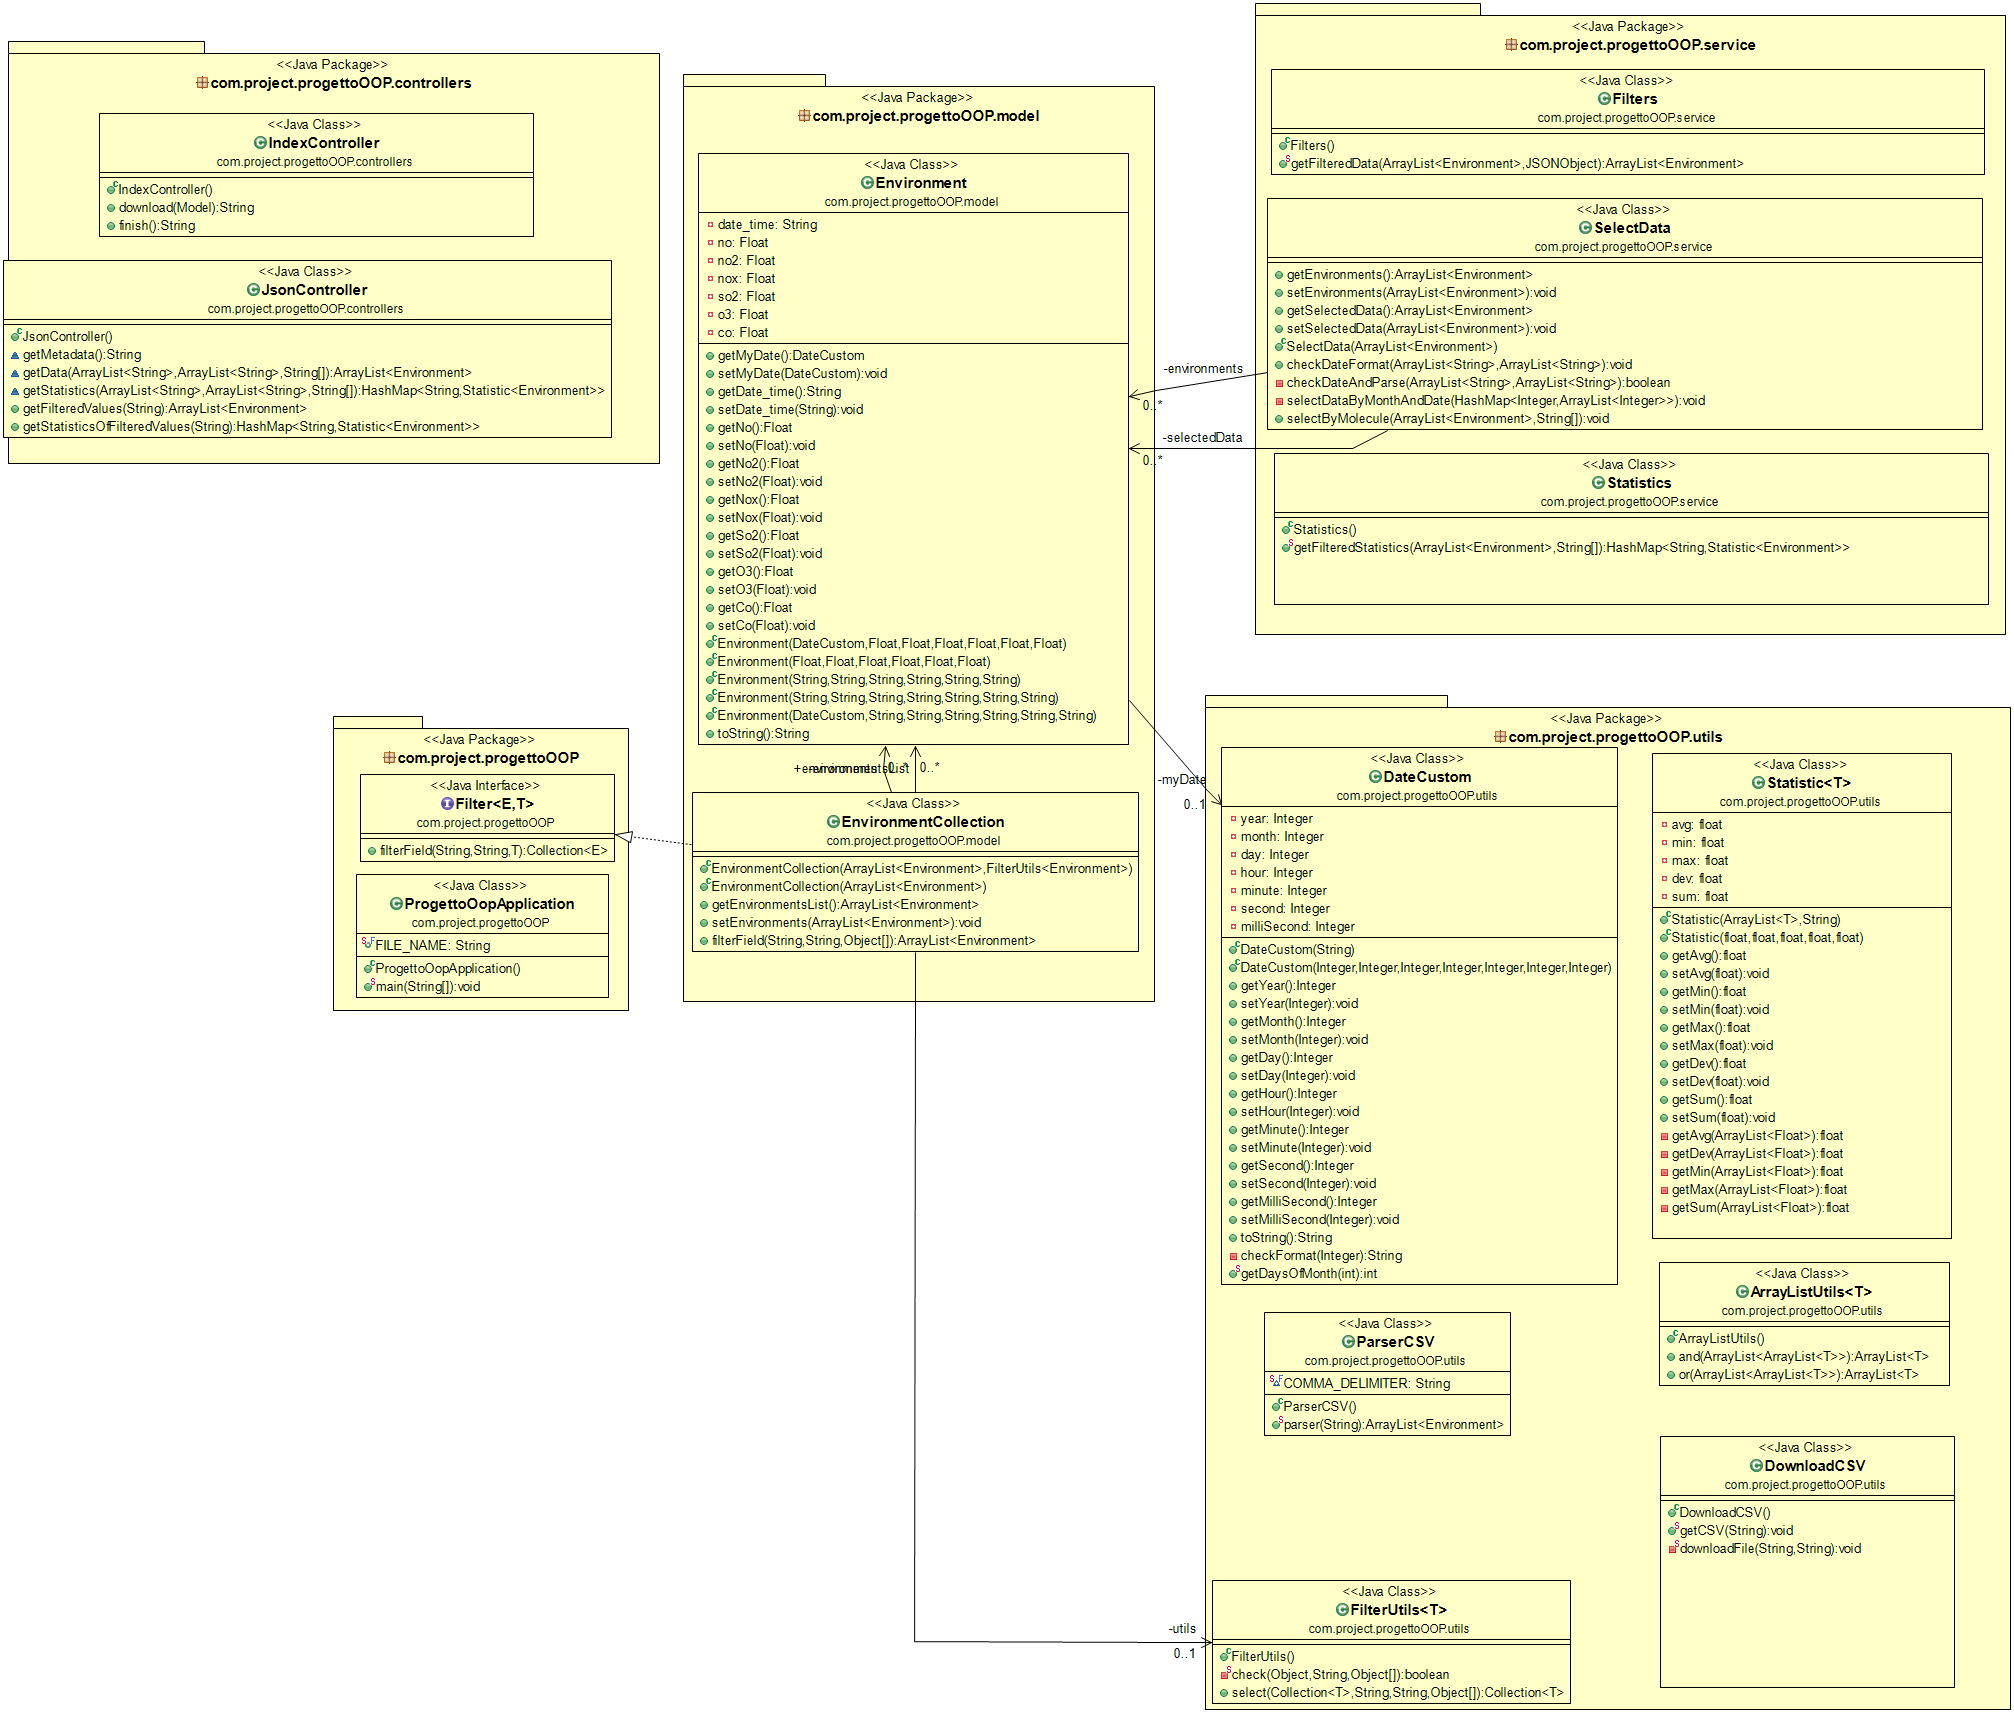 <<Java Package>>
com.project.progettoOOP.controllers
<<Java Class>>
IndexController
com.project.progettoOOP.controllers
IndexController()
download(Model):String
finish():String
<<Java Class>>
JsonController
com.project.progettoOOP.controllers
JsonController()
getMetadata():String
getData(ArrayList<String>,ArrayList<String>,String[]):ArrayList<Environment>
getStatistics(ArrayList<String>,ArrayList<String>,String[]):HashMap<String,Statistic<Environment>>
getFilteredValues(String):ArrayList<Environment>
getStatisticsOfFilteredValues(String):HashMap<String,Statistic<Environment>>
<<Java Package>>
com.project.progettoOOP.model
<<Java Class>>
Environment
com.project.progettoOOP.model
date_time: String
no: Float
no2: Float
nox: Float
so2: Float
o3: Float
co: Float
getMyDate():DateCustom
setMyDate(DateCustom):void
getDate_time():String
setDate_time(String):void
getNo():Float
setNo(Float):void
getNo2():Float
setNo2(Float):void
getNox():Float
setNox(Float):void
getSo2():Float
setSo2(Float):void
getO3():Float
setO3(Float):void
getCo():Float
setCo(Float):void
Environment(DateCustom,Float,Float,Float,Float,Float,Float)
Environment(Float,Float,Float,Float,Float,Float)
Environment(String,String,String,String,String,String)
Environment(String,String,String,String,String,String,String)
Environment(DateCustom,String,String,String,String,String,String)
toString():String
0..*
<<Java Class>>
EnvironmentCollection
com.project.progettoOOP.model
EnvironmentCollection(ArrayList<Environment>,FilterUtils<Environment>)
EnvironmentCollection(ArrayList<Environment>)
getEnvironmentsList():ArrayList<Environment>
setEnvironments(ArrayList<Environment>):void
filterField(String,String,Object[]):ArrayList<Environment>
-environments
0..*
-selectedData
0..*
<<Java Package>>
com.project.progettoOOP.service
<<Java Class>>
Filters
com.project.progettoOOP.service
Filters()
getFilteredData(ArrayList<Environment>,JSONObject):ArrayList<Environment>
<<Java Class>>
SelectData
com.project.progettoOOP.service
getEnvironments():ArrayList<Environment>
setEnvironments(ArrayList<Environment>):void
getSelectedData():ArrayList<Environment>
setSelectedData(ArrayList<Environment>):void
SelectData(ArrayList<Environment>)
checkDateFormat(ArrayList<String>,ArrayList<String>):void
checkDateAndParse(ArrayList<String>,ArrayList<String>):boolean
selectDataByMonthAndDate(HashMap<Integer,ArrayList<Integer>>):void
selectByMolecule(ArrayList<Environment>,String[]):void
<<Java Class>>
Statistics
com.project.progettoOOP.service
Statistics()
getFilteredStatistics(ArrayList<Environment>,String[]):HashMap<String,Statistic<Environment>>
<<Java Package>>
com.project.progettoOOP
<<Java Interface>>
Filter<E,T>
com.project.progettoOOP
filterField(String,String,T):Collection<E>
<<Java Class>>
ProgettoOopApplication
com.project.progettoOOP
FILE_NAME: String
ProgettoOopApplication()
main(String[]):void
-myDate
0..1
<<Java Package>>
com.project.progettoOOP.utils
<<Java Class>>
DateCustom
com.project.progettoOOP.utils
year: Integer
month: Integer
day: Integer
hour: Integer
minute: Integer
second: Integer
milliSecond: Integer
DateCustom(String)
DateCustom(Integer,Integer,Integer,Integer,Integer,Integer,Integer)
getYear():Integer
setYear(Integer):void
getMonth():Integer
setMonth(Integer):void
getDay():Integer
setDay(Integer):void
getHour():Integer
setHour(Integer):void
getMinute():Integer
setMinute(Integer):void
getSecond():Integer
setSecond(Integer):void
getMilliSecond():Integer
setMilliSecond(Integer):void
toString():String
checkFormat(Integer):String
getDaysOfMonth(int):int
<<Java Class>>
Statistic<T>
com.project.progettoOOP.utils
avg: float
min: float
max: float
dev: float
sum: float
Statistic(ArrayList<T>,String)
Statistic(float,float,float,float,float)
getAvg():float
setAvg(float):void
getMin():float
setMin(float):void
getMax():float
setMax(float):void
getDev():float
setDev(float):void
getSum():float
setSum(float):void
getAvg(ArrayList<Float>):float
getDev(ArrayList<Float>):float
getMin(ArrayList<Float>):float
getMax(ArrayList<Float>):float
getSum(ArrayList<Float>):float
<<Java Class>>
ParserCSV
com.project.progettoOOP.utils
COMMA_DELIMITER: String
ParserCSV()
parser(String):ArrayList<Environment>
<<Java Class>>
ArrayListUtils<T>
com.project.progettoOOP.utils
ArrayListUtils()
and(ArrayList<ArrayList<T>>):ArrayList<T>
or(ArrayList<ArrayList<T>>):ArrayList<T>
<<Java Class>>
DownloadCSV
com.project.progettoOOP.utils
DownloadCSV()
getCSV(String):void
downloadFile(String,String):void
-utils
0..1
<<Java Class>>
FilterUtils<T>
com.project.progettoOOP.utils
FilterUtils()
check(Object,String,Object[]):boolean
select(Collection<T>,String,String,Object[]):Collection<T>